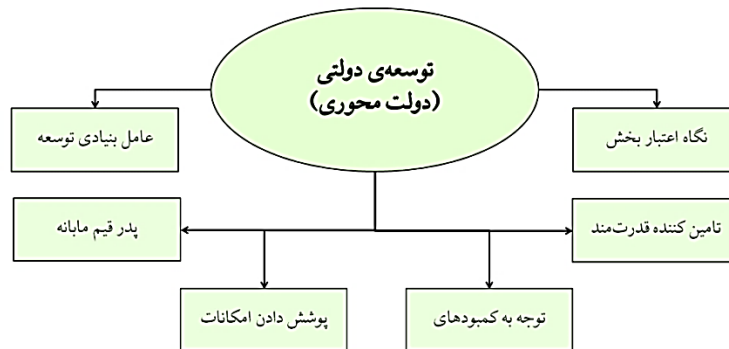 توسعه‌ی دولتی
(دولت محوری)
نگاه اعتبار بخش
عامل بنیادی توسعه
تامین کننده قدرت‌مند
پدر قیم مابانه
توجه به کمبودهای
پوشش دادن امکانات